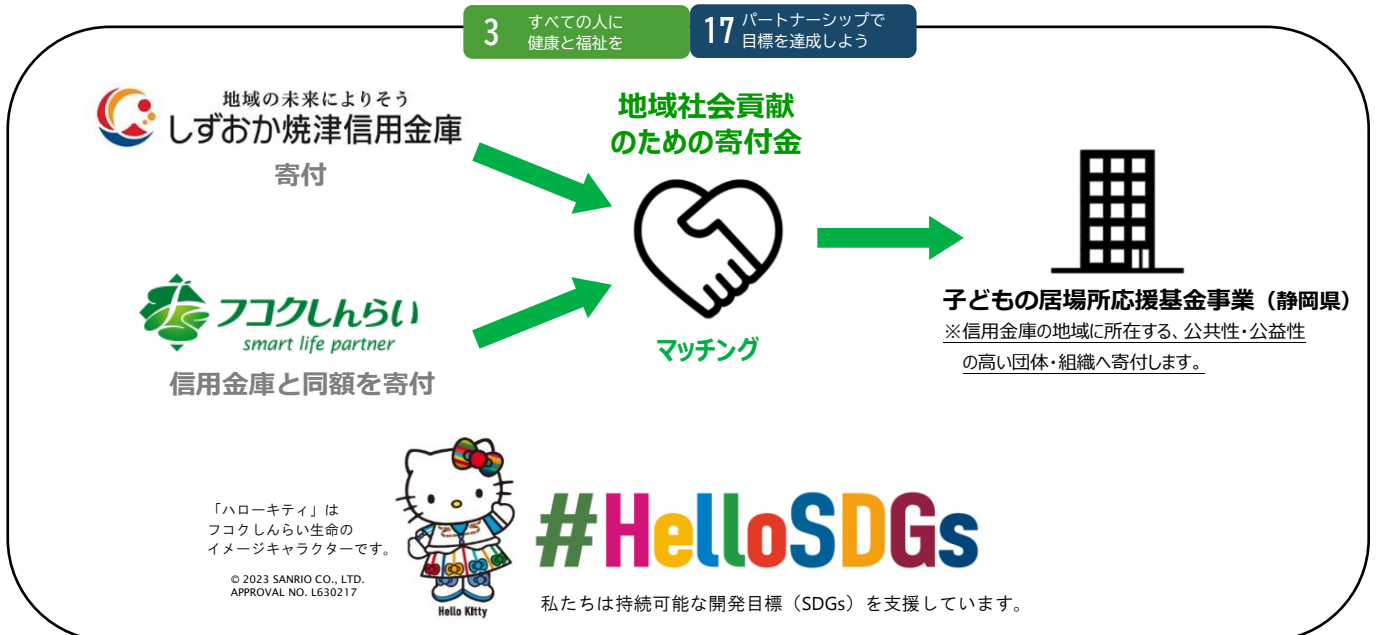 3
すべての人に
健康と福祉を
17
パートナーシップで
目標を達成しよう
地域の未来によりそう
しずおか焼津信用金庫
寄付
地域社会貢献
のための寄付金
フコクしんらい
smart life partner
信用金庫と同額を寄付
マッチング
子どもの居場所応援基金事業（静岡県）
※信用金庫の地域に所在する、公共性・公益性
の高い団体・組織へ寄付します。
「ハローキティ」は
フコクしんらい生命の
イメージキャラクターです。
© 2023 SANRIO CO., LTD.
APPROVAL NO. L630217
Hello Kitty
#HelloSDGs
私たちは持続可能な開発目標（SDGs）を支援しています。